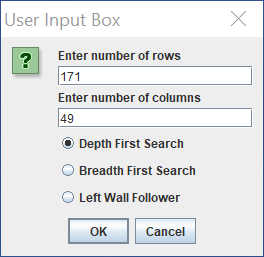 User Input Box
?
Enter number of rows
171
Enter number of columns
49
Depth First Search
Breadth First Search
Left Wall Follower
OK Cancel